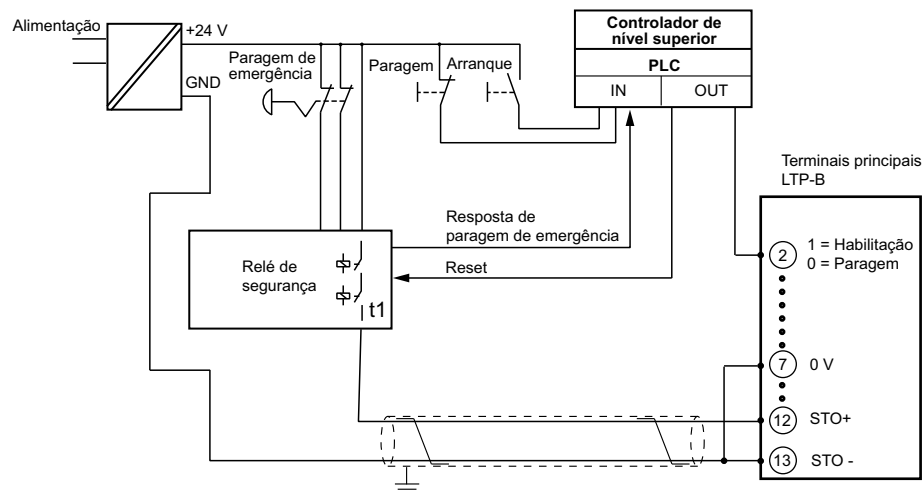 Alimentação
+24 V
GND
Paragem de
emergência
Paragem
Arranque
Controlador de
nível superior
PLC
IN
OUT
Terminais principais
LTP-B
Resposta de
paragem de emergência
Reset
Relé de
segurança
t1
2
1 = Habilitação
0 = Paragem
7
0 V
12
STO+
13
STO -